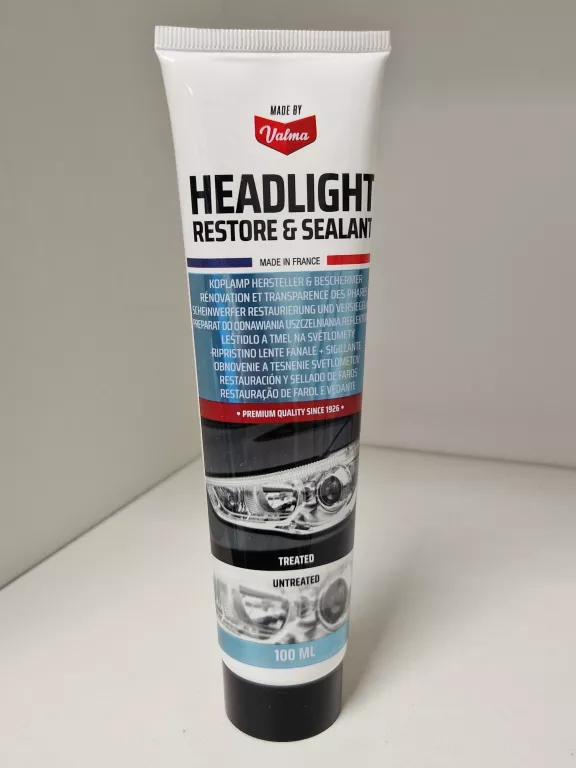 MADE BY
Valma
HEADLIGHT
RESTORE & SEALANT
MADE IN FRANCE
KOPLAMP HERSTELLER & BESCHERMER
RÉNOVATION ET TRANSPARENCE DES PHARES
SCHEINWERFER RESTAURIERUNG UND
PREPARAT DO ODNAWIANIA USZCZELNIANIA
LEŠTIDLO A TMEL NA SVĚTLOMETY
RIPRISTINO LENTE FANALE + SIGILLANTE
OBNOVENIE A TESNENIE SVETLOMETOV
RESTAURACIÓN Y SELLADO DE FAROS
RESTAURAÇÃO DE FAROL E VEDANTE
• PREMIUM QUALITY SINCE 1926 •
TREATED
UNTREATED
100 ML